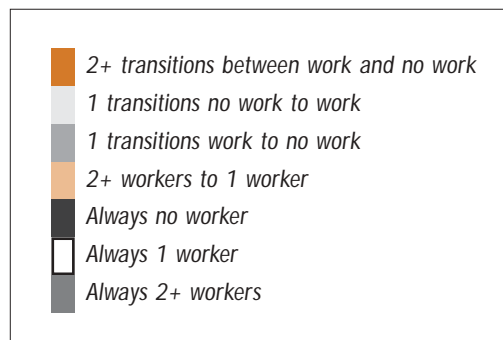 2+ transitions between work and no work
1 transitions no work to work
1 transitions work to no work
2+ workers to 1 worker
Always no worker
Always 1 worker
Always 2+ workers